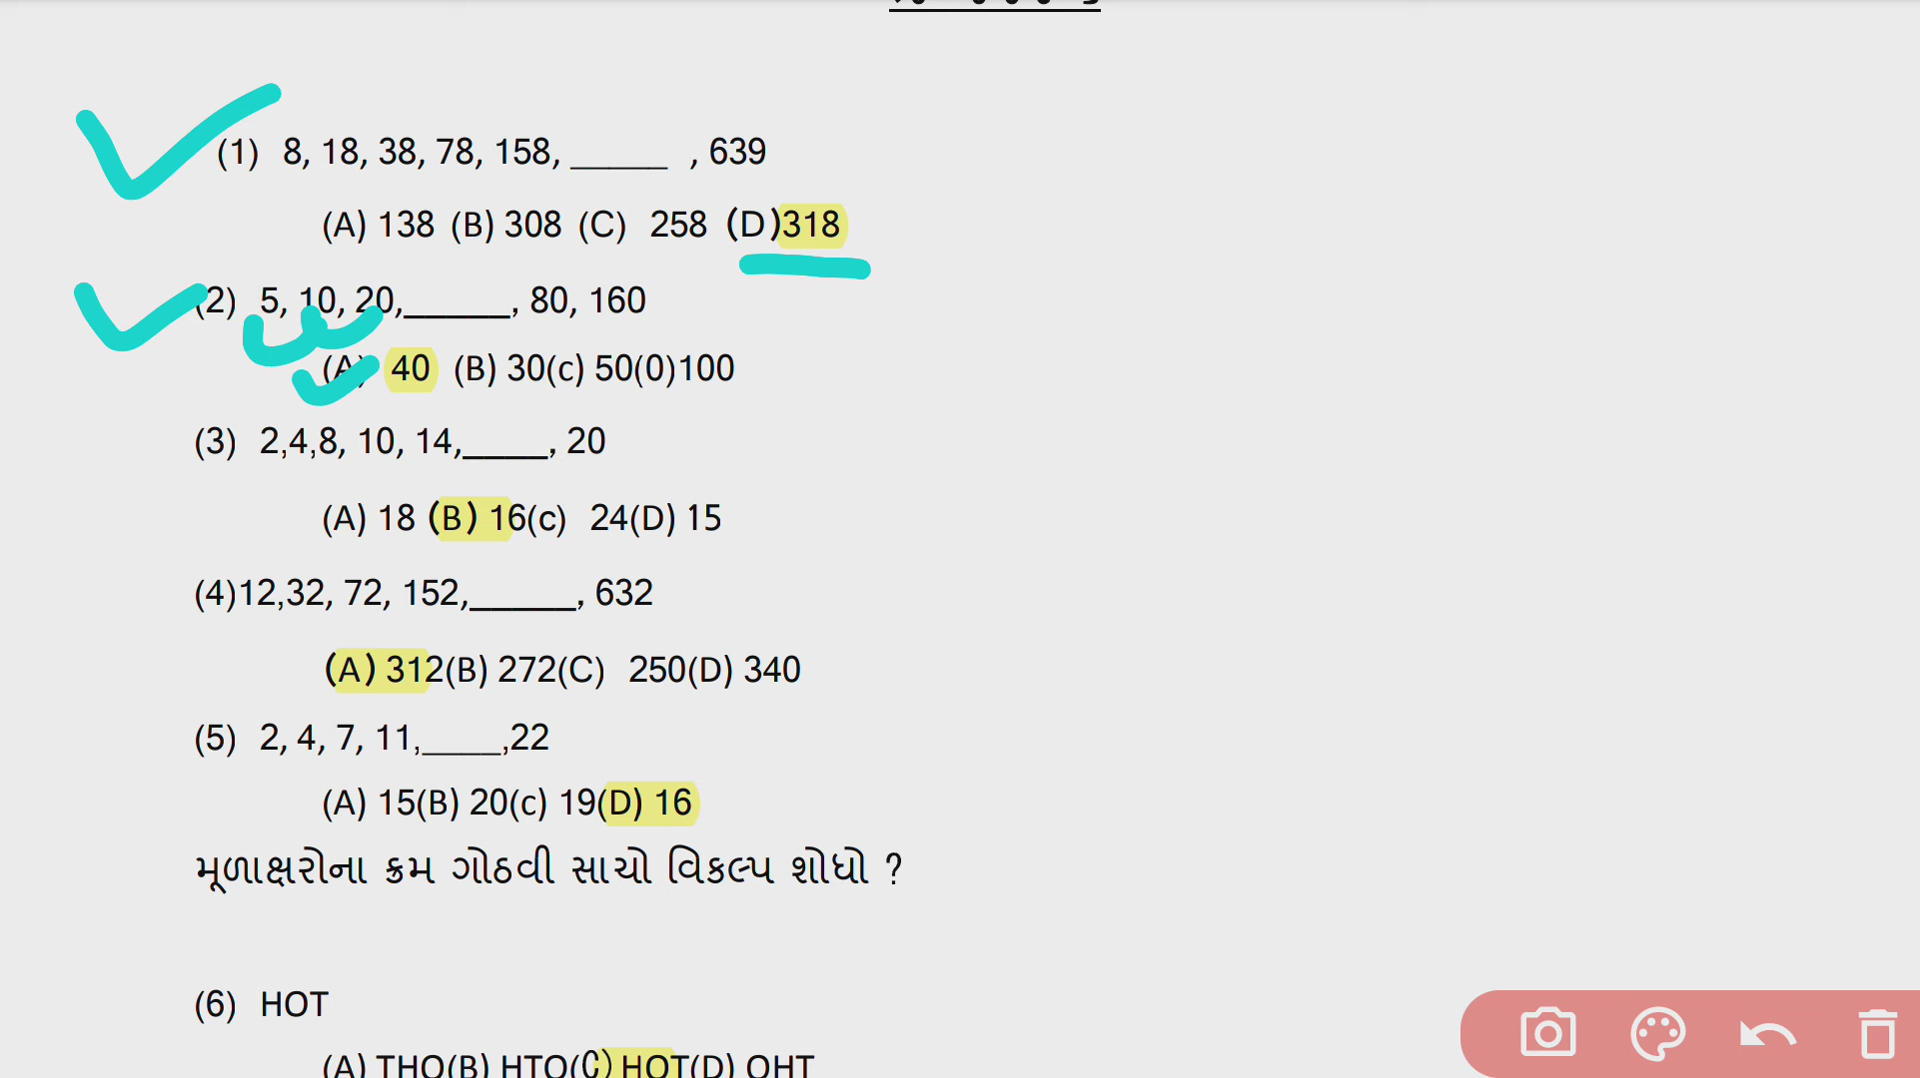 (1) 8, 18, 38, 78, 158, _____ , 639
(A) 138 (B) 308 (C) 258 (D)318
(2) 5, 10, 20,_____, 80, 160
(A) 40 (B) 30(c) 50(0)100
(3) 2,4,8, 10, 14,____, 20
(A) 18 (B) 16(c) 24(D) 15
(4)12,32, 72, 152,_____, 632
(A) 312(B) 272(C) 250(D) 340
(5) 2, 4, 7, 11,____,22
(A) 15(B) 20(c) 19(D) 16
મૂળાક્ષરોના ક્રમ ગોઠવી સાચો વિકલ્પ શોધો ?
(6) HOT
(A) THO(B) HTO(C) HOT(D) OHT